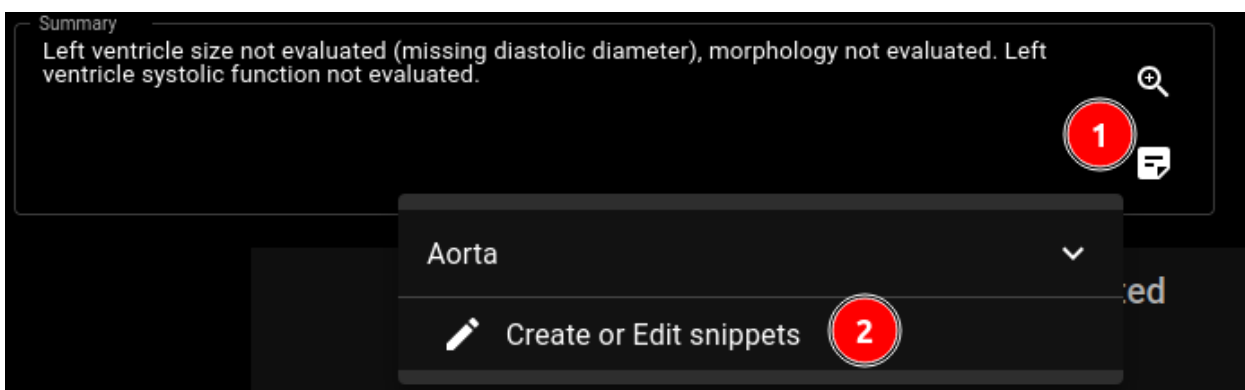 Summary
Left ventricle size not evaluated (missing diastolic diameter), morphology not evaluated. Left
ventricle systolic function not evaluated.
1
Aorta
ted
Create or Edit snippets 2